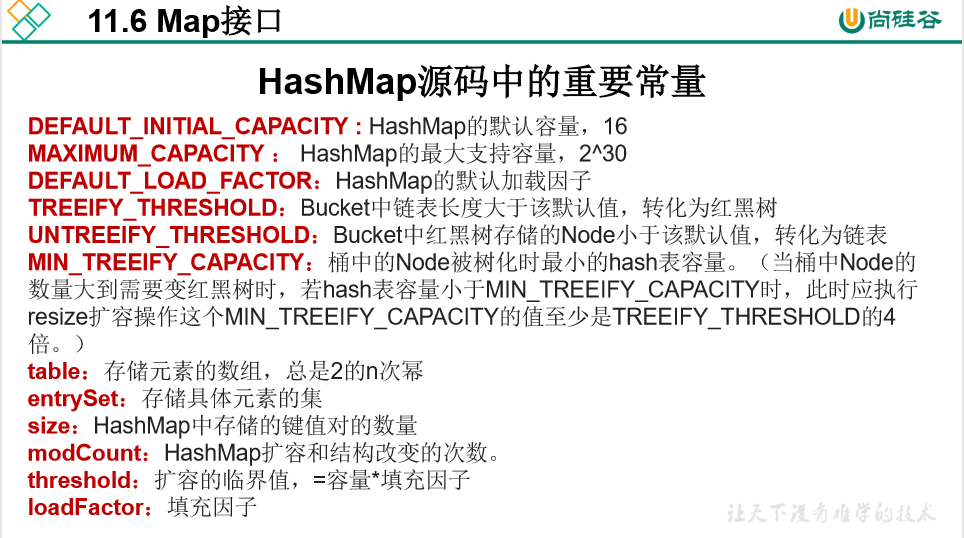 11.6 Map接口
尚硅谷
HashMap源码中的重要常量
DEFAULT_INITIAL_CAPACITY : HashMap的默认容量，16
MAXIMUM_CAPACITY ： HashMap的最大支持容量，2^30
DEFAULT_LOAD_FACTOR：HashMap的默认加载因子
TREEIFY_THRESHOLD：Bucket中链表长度大于该默认值，转化为红黑树
UNTREEIFY_THRESHOLD：Bucket中红黑树存储的Node小于该默认值，转化为链表
MIN_TREEIFY_CAPACITY：桶中的Node被树化时最小的hash表容量。（当桶中Node的
数量大到需要变红黑树时，若hash表容量小于MIN_TREEIFY_CAPACITY时，此时应执行
resize扩容操作这个MIN_TREEIFY_CAPACITY的值至少是TREEIFY_THRESHOLD的4
倍。）
table：存储元素的数组，总是2的n次幂
entrySet：存储具体元素的集
size：HashMap中存储的键值对的数量
modCount：HashMap扩容和结构改变的次数。
threshold：扩容的临界值，=容量*填充因子
loadFactor：填充因子
让天下没有难学的技术